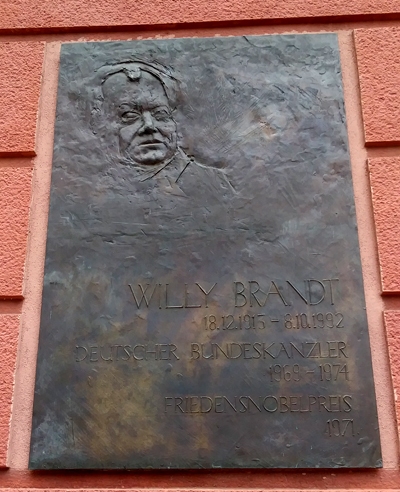 WILLY BRANDT
18.12.1913 – 8.10.1992
DEUTSCHER BUNDESKANZLER
1969 – 1974
FRIEDENSNOBELPREIS
1971